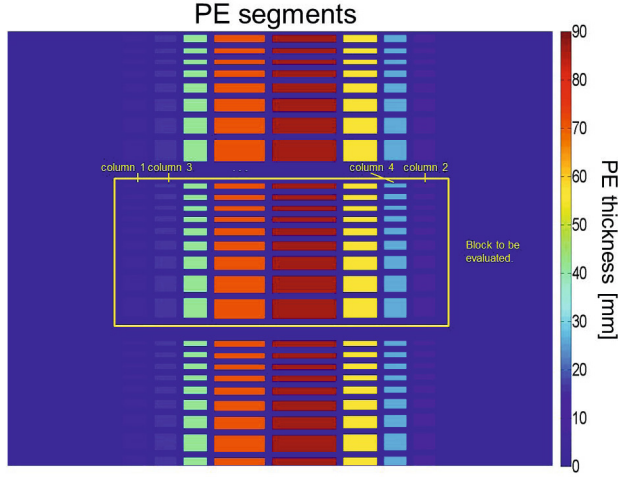 PE segments
column 1 column 3 . . . column 4 column 2
Block to be
evaluated.
90
80
70
60
50
40
30
20
10
0
PE thickness [mm]